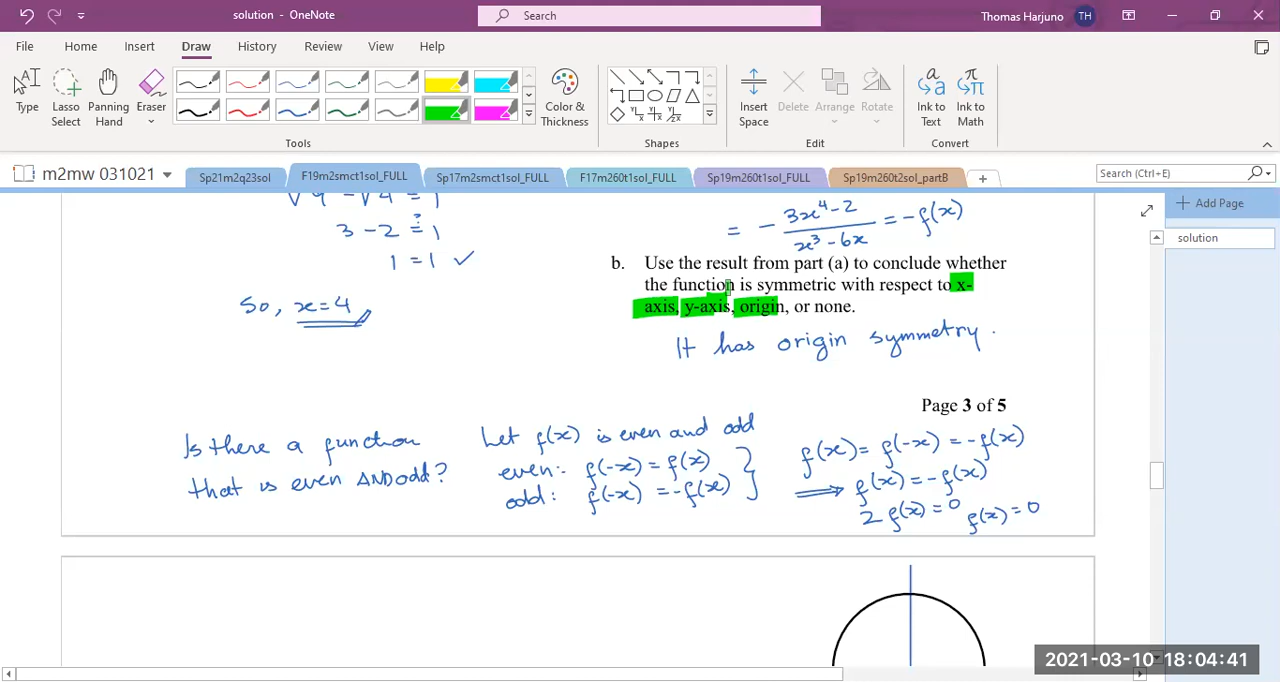 solution - OneNote
Search
Thomas Harjuno TH
File Home Insert Draw History Review View Help
Type
Lasso Select
Panning Hand
Eraser
Color & Thickness
Insert Space
Delete
Arrange
Rotate
Ink to Text
Ink to Math
Tools
Shapes
Edit
Convert
m2mw 031021
Sp21m2q23sol
F19m2smct1sol_FULL
Sp17m2smct1sol_FULL
F17m260t1sol_FULL
Sp19m260t1sol_FULL
Sp19m260t2sol_partB
Search (Ctrl+E)
Add Page
solution
√9 - √4 = 1
3 - 2 ≟ 1
1 = 1 ✓
So, x = 4
= - (3x⁴ - 2)/(x³ - 6x) = -f(x)
b. Use the result from part (a) to conclude whether
the function is symmetric with respect to x-
axis, y-axis, origin, or none.
It has origin symmetry.
Page 3 of 5
Is there a function
that is even AND odd?
Let f(x) is even and odd
even: f(-x) = f(x)
odd: f(-x) = -f(x)
f(x) = f(-x) = -f(x)
⟹ f(x) = -f(x)
2 f(x) = 0 f(x) = 0
2021-03-10 18:04:41